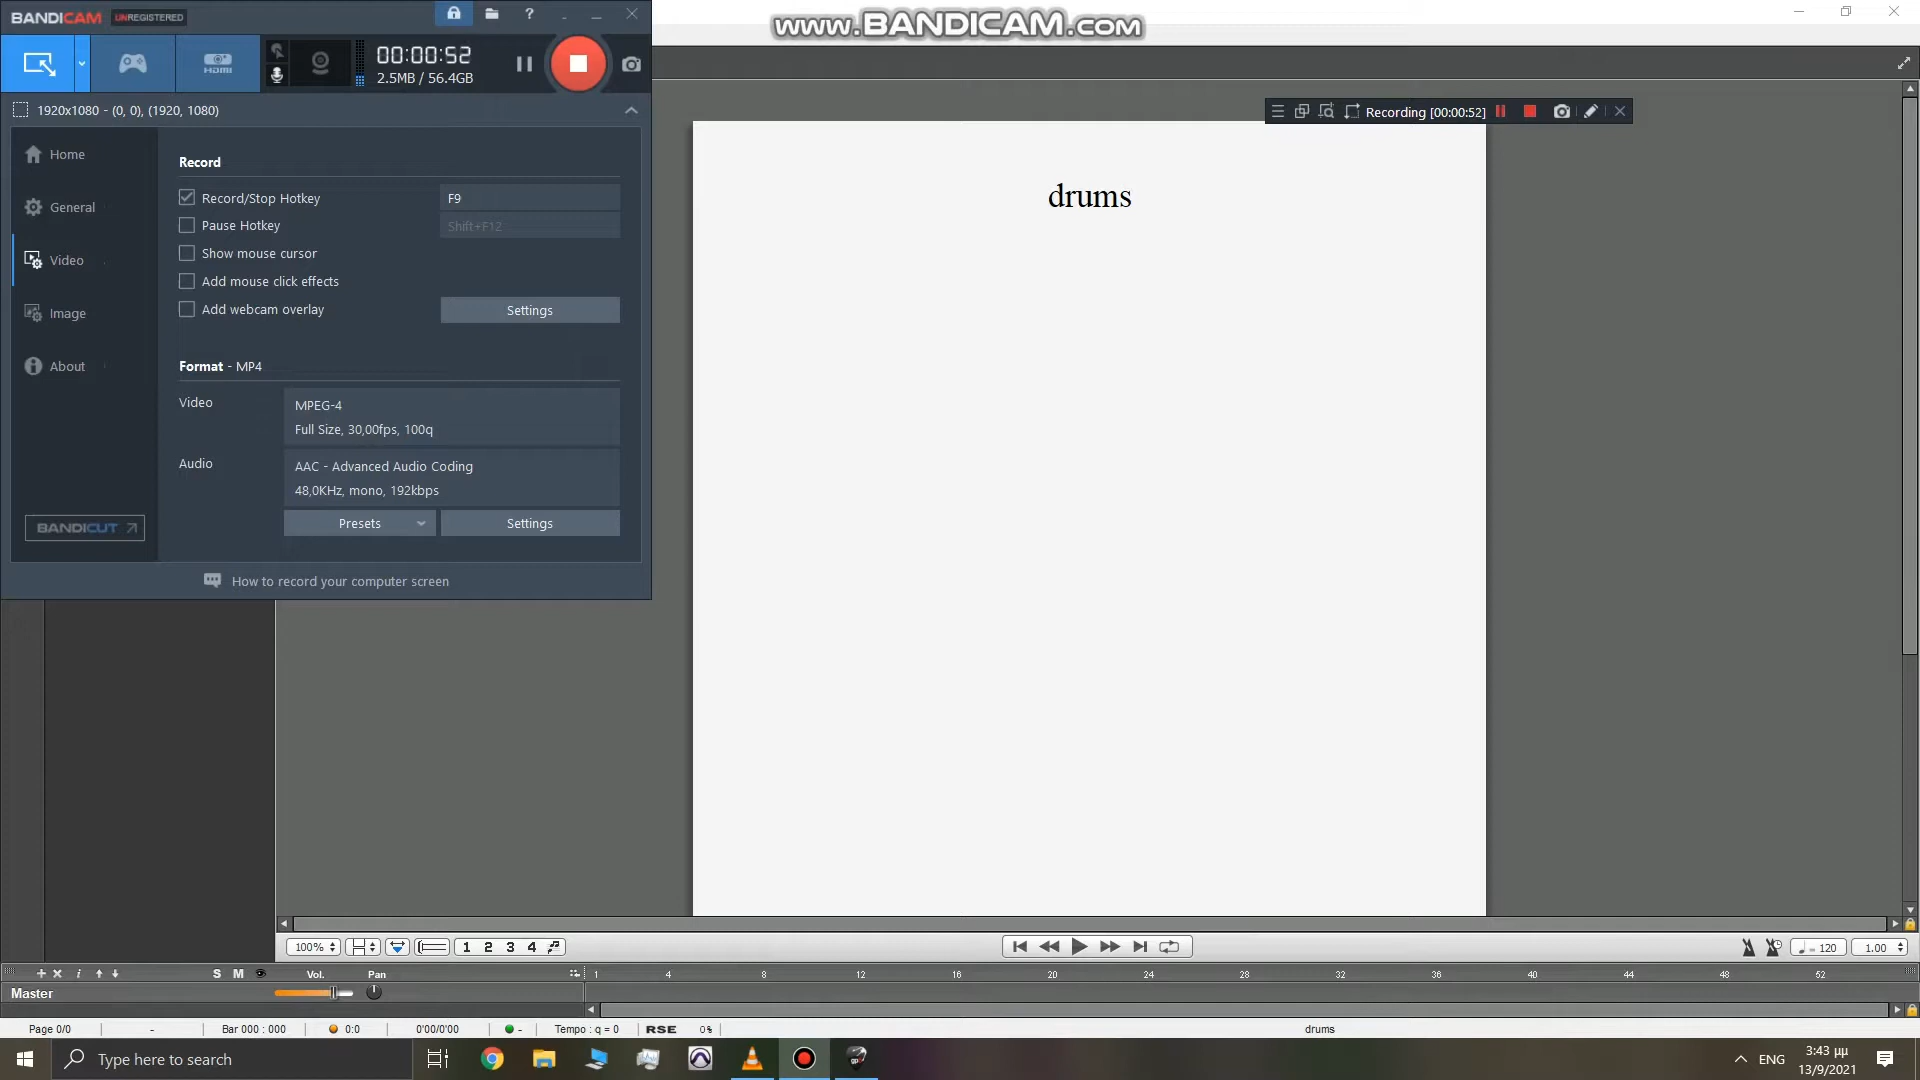 BANDICAM UNREGISTERED
www.BANDICAM.com
HDMI
00:00:52
2.5MB / 56.4GB
1920x1080 - (0, 0), (1920, 1080)
Recording [00:00:52]
Home
General
Video
Image
About
BANDICUT
Record
Record/Stop Hotkey F9
Pause Hotkey Shift+F12
Show mouse cursor
Add mouse click effects
Add webcam overlay Settings
Format - MP4
Video
MPEG-4
Full Size, 30,00fps, 100q
Audio
AAC - Advanced Audio Coding
48,0KHz, mono, 192kbps
Presets Settings
How to record your computer screen
drums
100% 1 2 3 4 = 120 1.00
S M Vol. Pan 1 4 8 12 16 20 24 28 32 36 40 44 48 52
Master
Page 0/0 - Bar 000 : 000 0:0 0'00/0'00 - Tempo : q = 0 RSE 0% drums
Type here to search
ENG
3:43 μμ
13/9/2021